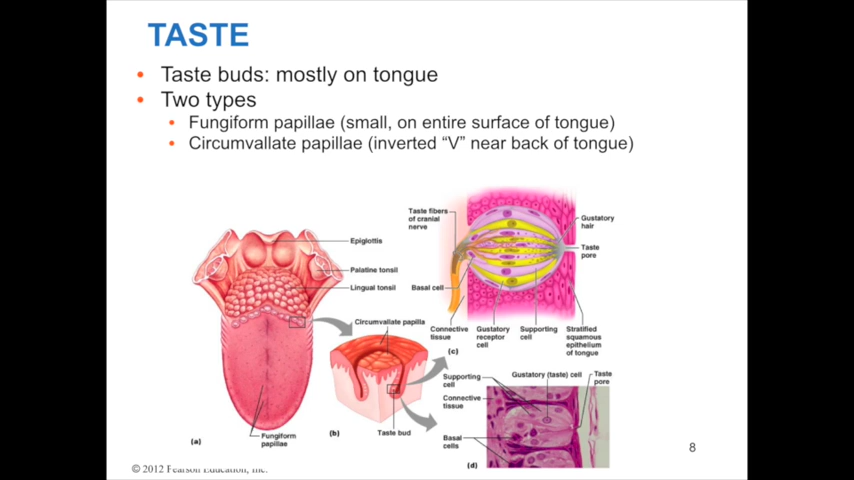 TASTE
• Taste buds: mostly on tongue
• Two types
• Fungiform papillae (small, on entire surface of tongue)
• Circumvallate papillae (inverted “V” near back of tongue)
Epiglottis
Palatine tonsil
Lingual tonsil
Fungiform
papillae
(a)
Circumvallate papilla
Taste bud
(b)
Taste fibers
of cranial
nerve
Gustatory
hair
Taste
pore
Basal cell
Connective
tissue
Gustatory
receptor
cell
Supporting
cell
Stratified
squamous
epithelium
of tongue
(c)
Supporting
cell
Gustatory (taste) cell
Taste
pore
Connective
tissue
Basal
cells
(d)
8
© 2012 Pearson Education, Inc.